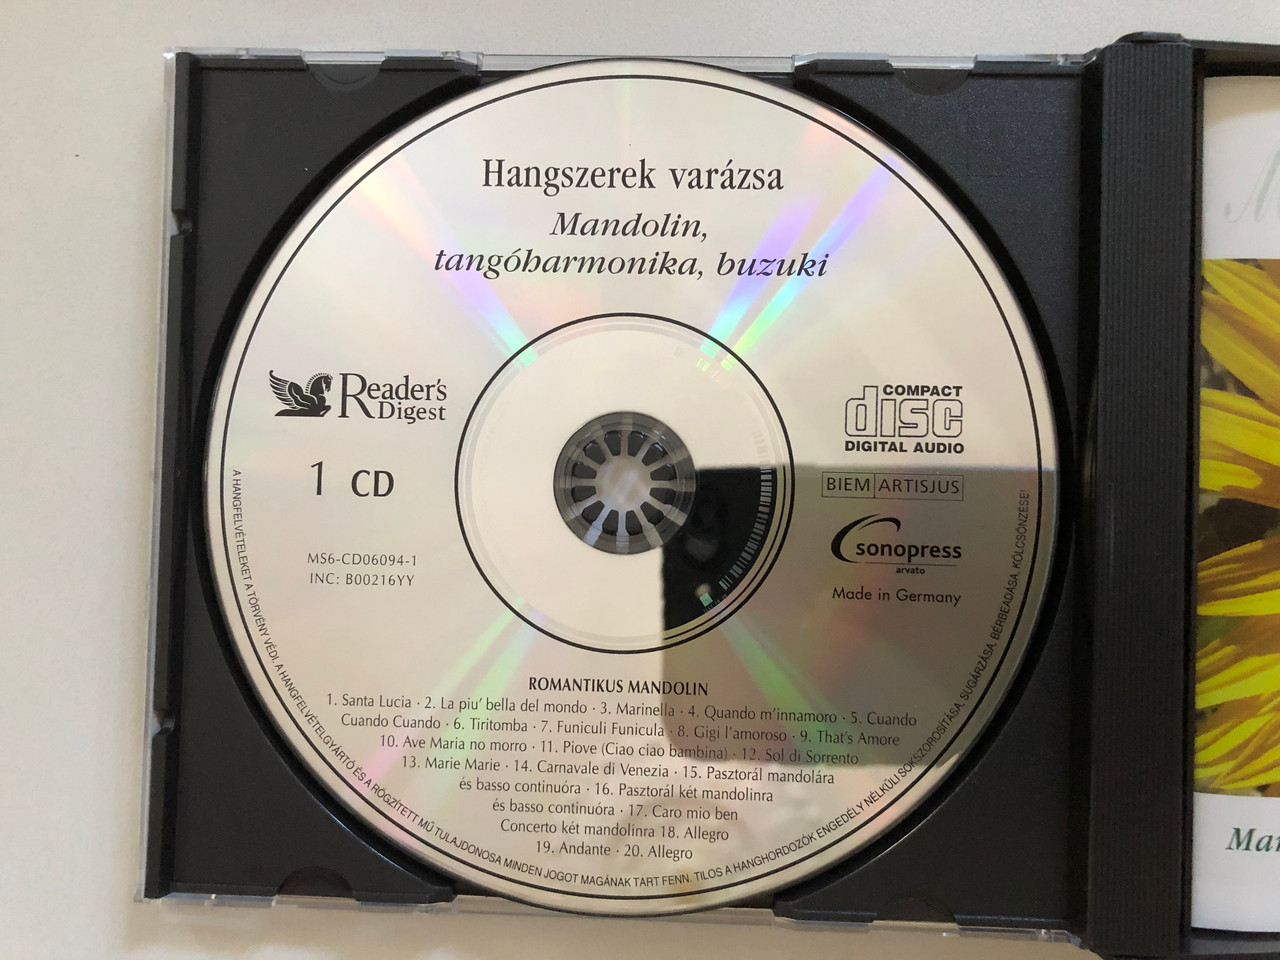 Hangszerek varázsa
Mandolin,
tangóharmonika, buzuki
Reader's
Digest
1 CD
MS6-CD06094-1
INC: B00216YY
COMPACT
disc
DIGITAL AUDIO
BIEM ARTISJUS
sonopress
arvato
Made in Germany
ROMANTIKUS MANDOLIN
1. Santa Lucia · 2. La piu' bella del mondo · 3. Marinella · 4. Quando m'innamoro · 5. Cuando
Cuando Cuando · 6. Tiritomba · 7. Funiculi Funicula · 8. Gigi l'amoroso · 9. That's Amore
10. Ave Maria no morro · 11. Piove (Ciao ciao bambina) · 12. Sol di Sorrento
13. Marie Marie · 14. Carnavale di Venezia · 15. Pasztorál mandolára
és basso continuóra · 16. Pasztorál két mandolinra
és basso continuóra · 17. Caro mio ben
Concerto két mandolinra 18. Allegro
19. Andante · 20. Allegro
A HANGFELVÉTELEKET A TÖRVÉNY VÉDI. A HANGFELVÉTELGYÁRTÓ ÉS A RÖGZÍTETT MŰ TULAJDONOSA MINDEN JOGOT MAGÁNAK TART FENN. TILOS A HANGHORDOZÓK ENGEDÉLY NÉLKÜLI SOKSZOROSÍTÁSA, SUGÁRZÁSA, BÉRBEADÁSA, KÖLCSÖNZÉSE!